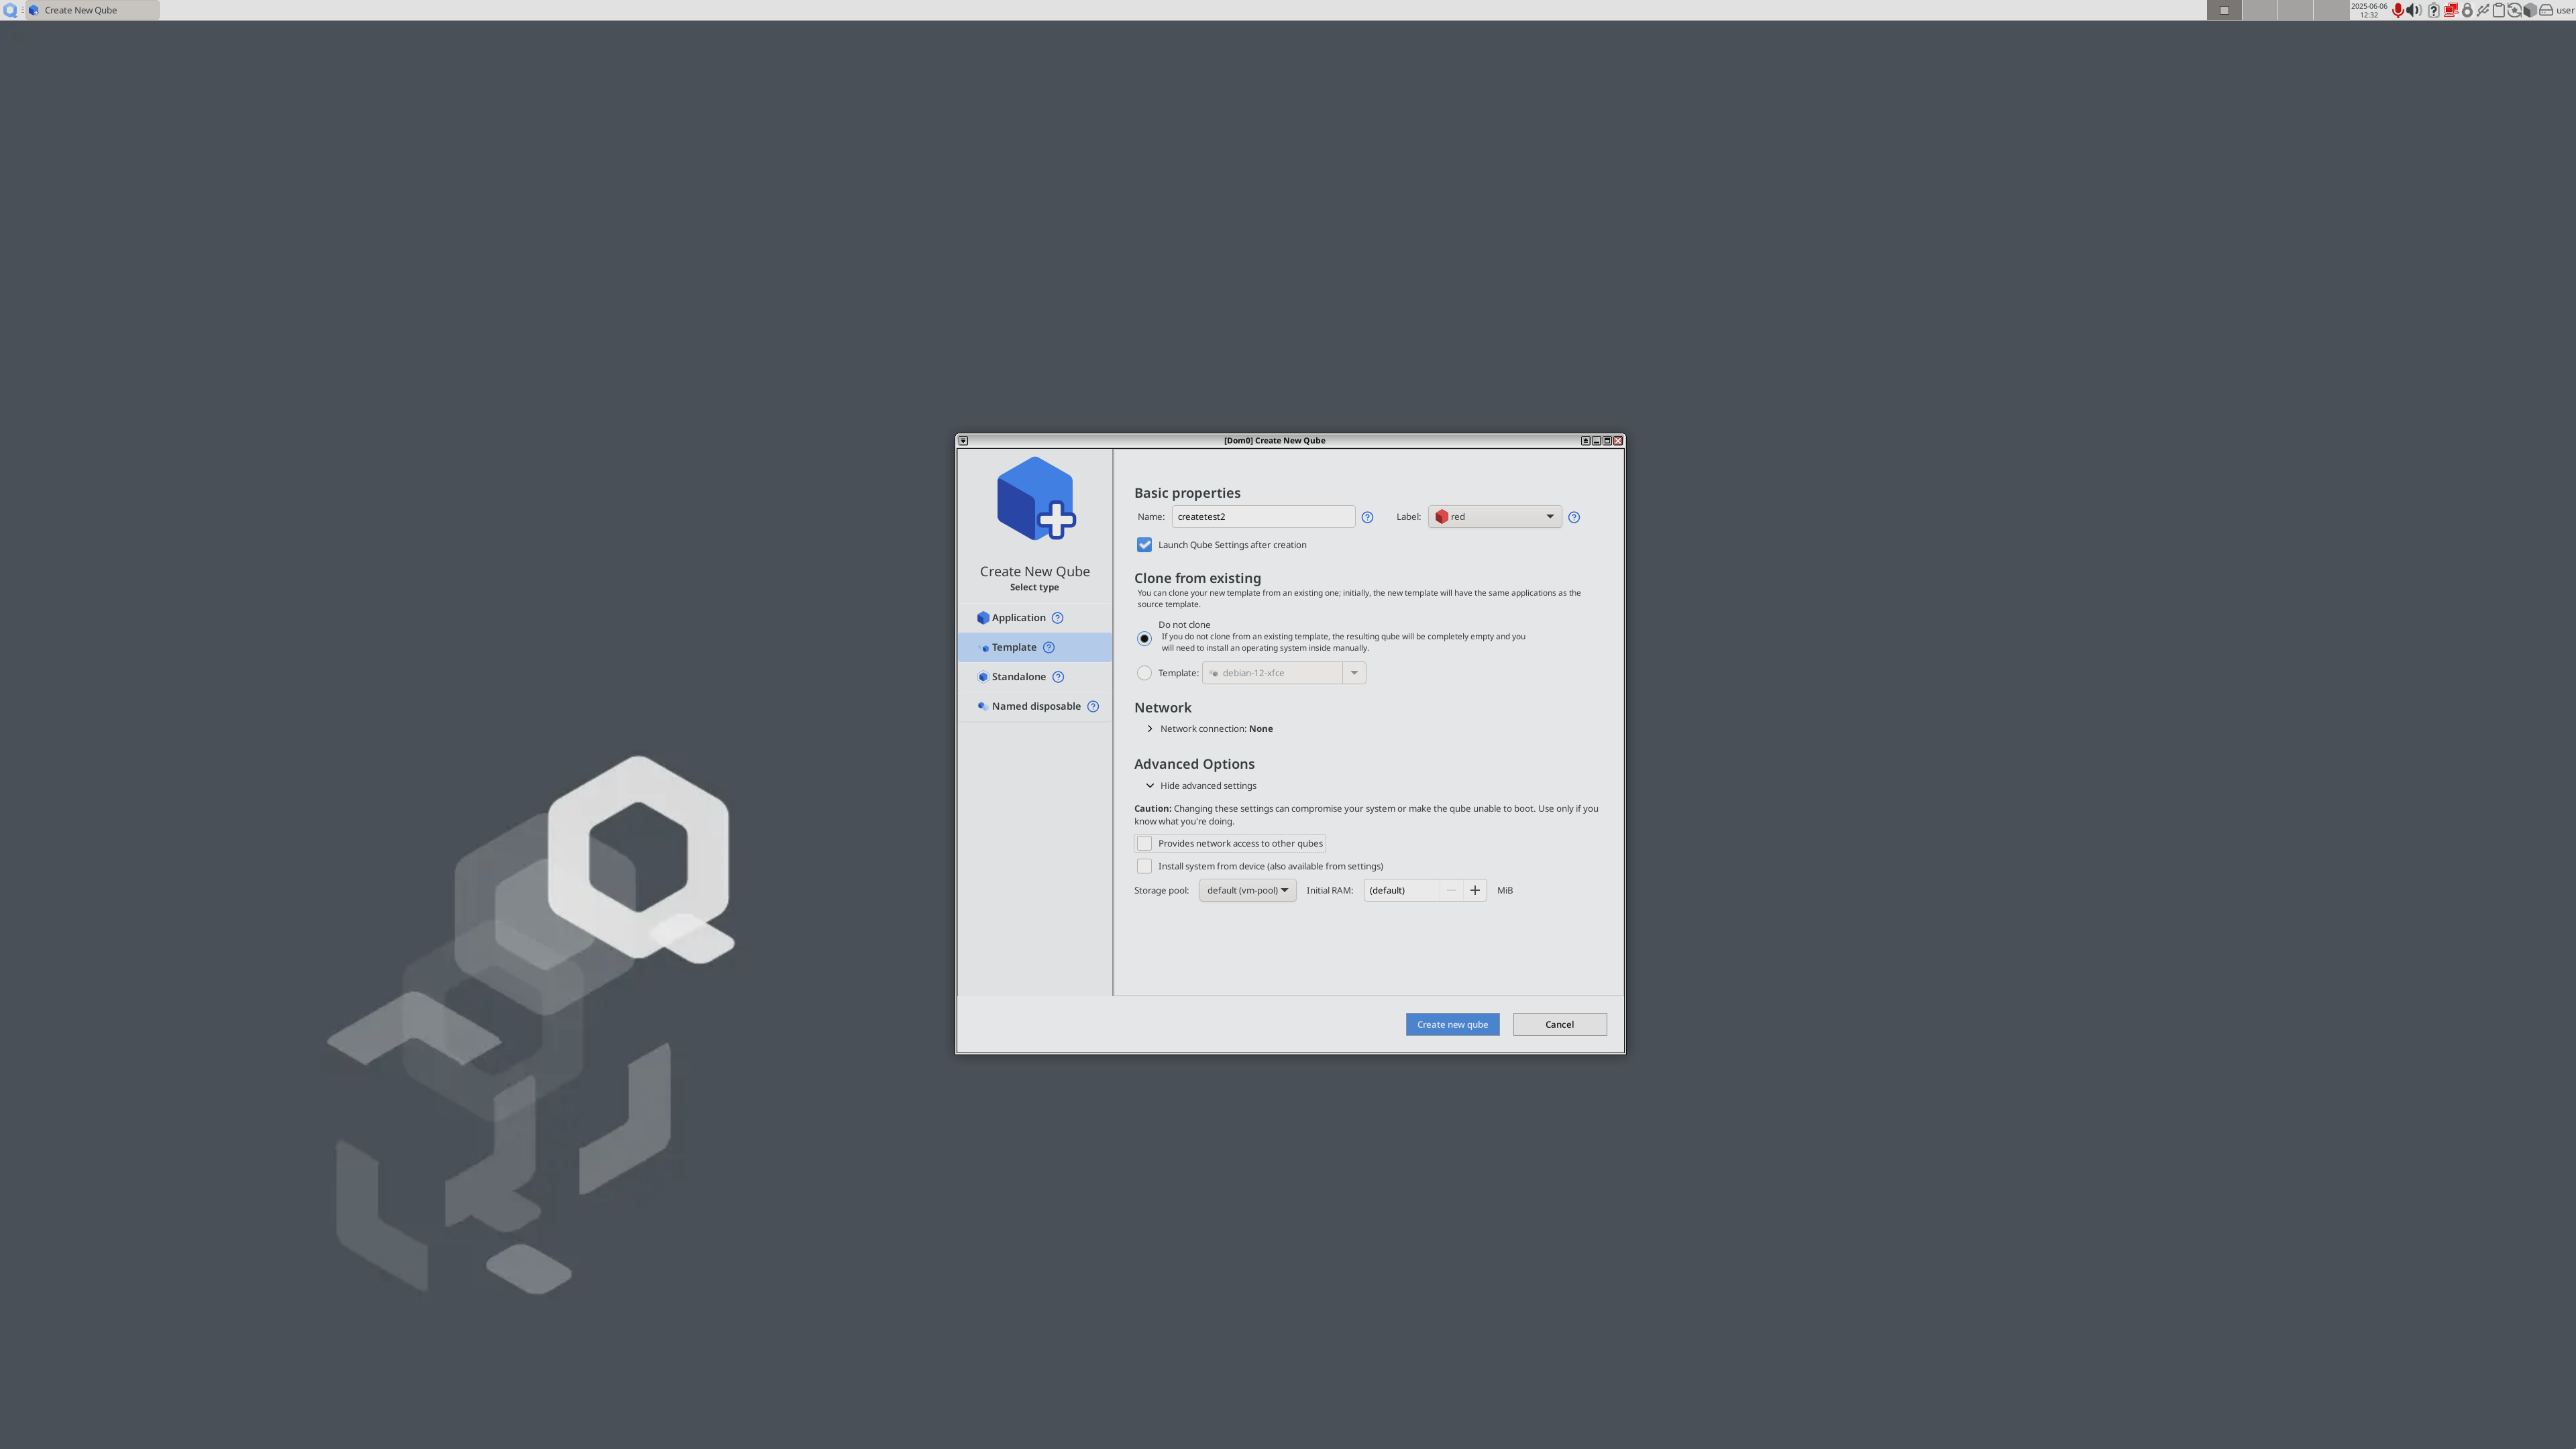 Create New Qube
2025-06-06
12:32
user
[Dom0] Create New Qube
Create New Qube
Select type
Application
Template
Standalone
Named disposable
Basic properties
Name: createtest2 Label: red
Launch Qube Settings after creation
Clone from existing
You can clone your new template from an existing one; initially, the new template will have the same applications as the
source template.
Do not clone
If you do not clone from an existing template, the resulting qube will be completely empty and you
will need to install an operating system inside manually.
Template: debian-12-xfce
Network
Network connection: None
Advanced Options
Hide advanced settings
Caution: Changing these settings can compromise your system or make the qube unable to boot. Use only if you
know what you're doing.
Provides network access to other qubes
Install system from device (also available from settings)
Storage pool: default (vm-pool) Initial RAM: (default) MiB
Create new qube Cancel